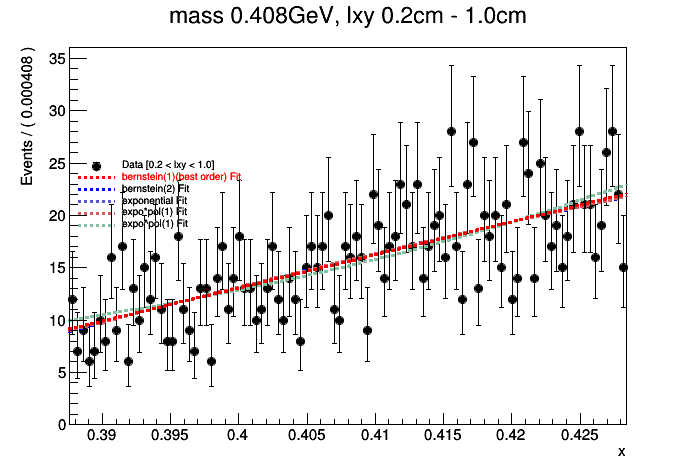 mass 0.408GeV, lxy 0.2cm - 1.0cm
Events / ( 0.000408 )
35
30
25
20
15
10
5
0
Data [0.2 < lxy < 1.0]
bernstein(1)(best order) Fit
bernstein(2) Fit
exponential Fit
expo*pol(1) Fit
expo*pol(1) Fit
0.39 0.395 0.4 0.405 0.41 0.415 0.42 0.425
x